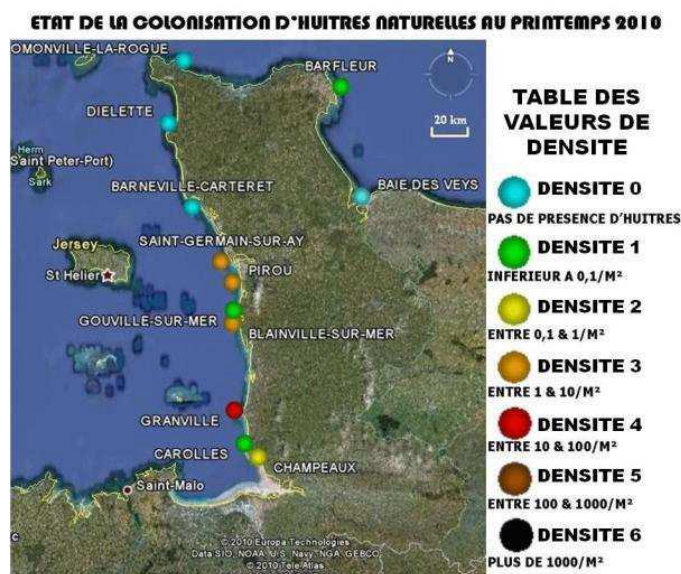 ETAT DE LA COLONISATION D'HUITRES NATURELLES AU PRINTEMPS 2010
OMONVILLE-LA-ROGUE
BARFLEUR
N
DIELETTE
20 km
Herm
Saint Peter-Port)
Sark
BARNEVILLE-CARTERET
BAIE DES VEYS
SAINT-GERMAIN-SUR-AY
Jersey
PIROU
St Helier
GOUVILLE-SUR-MER
BLAINVILLE-SUR-MER
GRANVILLE
CAROLLES
CHAMPEAUX
Saint-Malo
© 2010 Europa Technologies
Data SIO, NOAA, U.S. Navy, NGA, GEBCO
© 2010 Tele Atlas
c
TABLE DES
VALEURS DE
DENSITE
DENSITE 0
PAS DE PRESENCE D'HUITRES
DENSITE 1
INFERIEUR A 0,1/M²
DENSITE 2
ENTRE 0,1 & 1/M²
DENSITE 3
ENTRE 1 & 10/M²
DENSITE 4
ENTRE 10 & 100/M²
DENSITE 5
ENTRE 100 & 1000/M²
DENSITE 6
PLUS DE 1000/M²